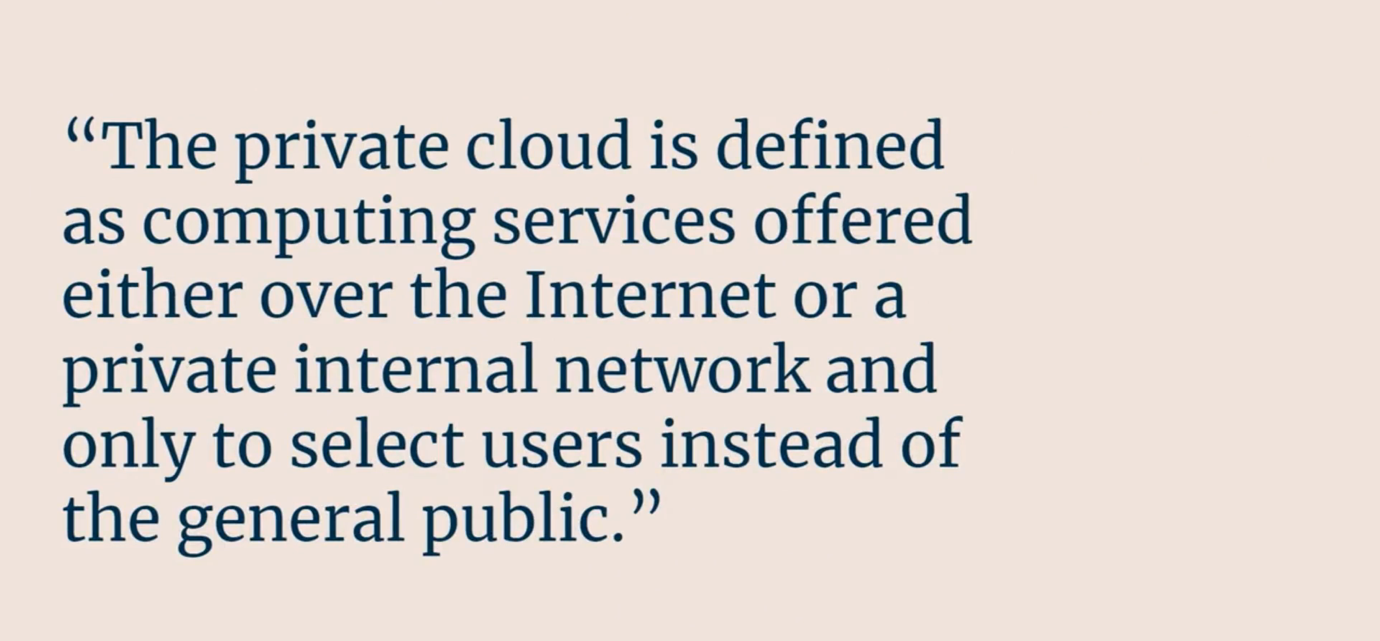 “The private cloud is defined
as computing services offered
either over the Internet or a
private internal network and
only to select users instead of
the general public.”